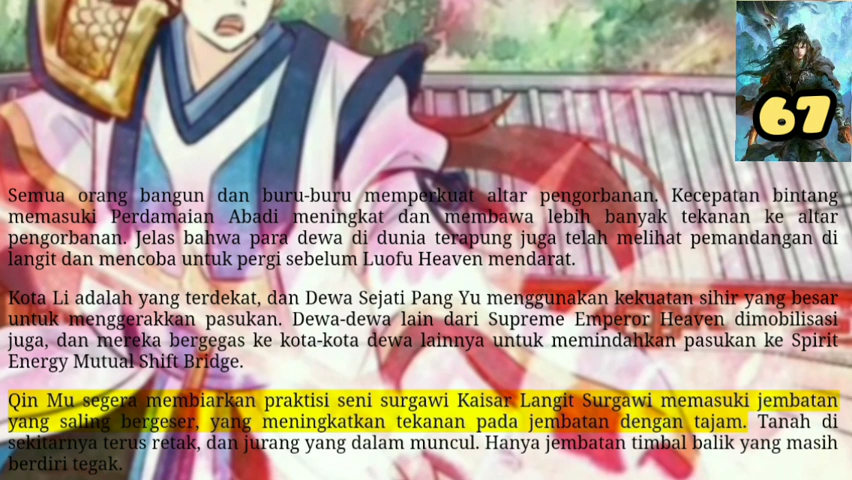 67
Semua orang bangun dan buru-buru memperkuat altar pengorbanan. Kecepatan bintang
memasuki Perdamaian Abadi meningkat dan membawa lebih banyak tekanan ke altar
pengorbanan. Jelas bahwa para dewa di dunia terapung juga telah melihat pemandangan di
langit dan mencoba untuk pergi sebelum Luofu Heaven mendarat.
Kota Li adalah yang terdekat, dan Dewa Sejati Pang Yu menggunakan kekuatan sihir yang besar
untuk menggerakkan pasukan. Dewa-dewa lain dari Supreme Emperor Heaven dimobilisasi
juga, dan mereka bergegas ke kota-kota dewa lainnya untuk memindahkan pasukan ke Spirit
Energy Mutual Shift Bridge.
Qin Mu segera membiarkan praktisi seni surgawi Kaisar Langit Surgawi memasuki jembatan
yang saling bergeser, yang meningkatkan tekanan pada jembatan dengan tajam. Tanah di
sekitarnya terus retak, dan jurang yang dalam muncul. Hanya jembatan timbal balik yang masih
berdiri tegak.